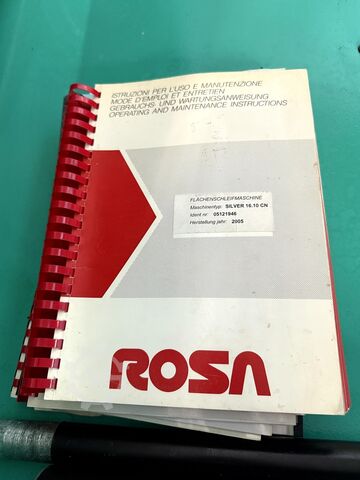 ISTRUZIONI PER L'USO E MANUTENZIONE
MODE D'EMPLOI ET ENTRETIEN
GEBRAUCHS- UND WARTUNGSANWEISUNG
OPERATING AND MAINTENANCE INSTRUCTIONS
FLÄCHENSCHLEIFMASCHINE
Maschinentyp: SILVER 16.10 CN
Ident nr: 05121946
Herstellung jahr: 2005
ROSA